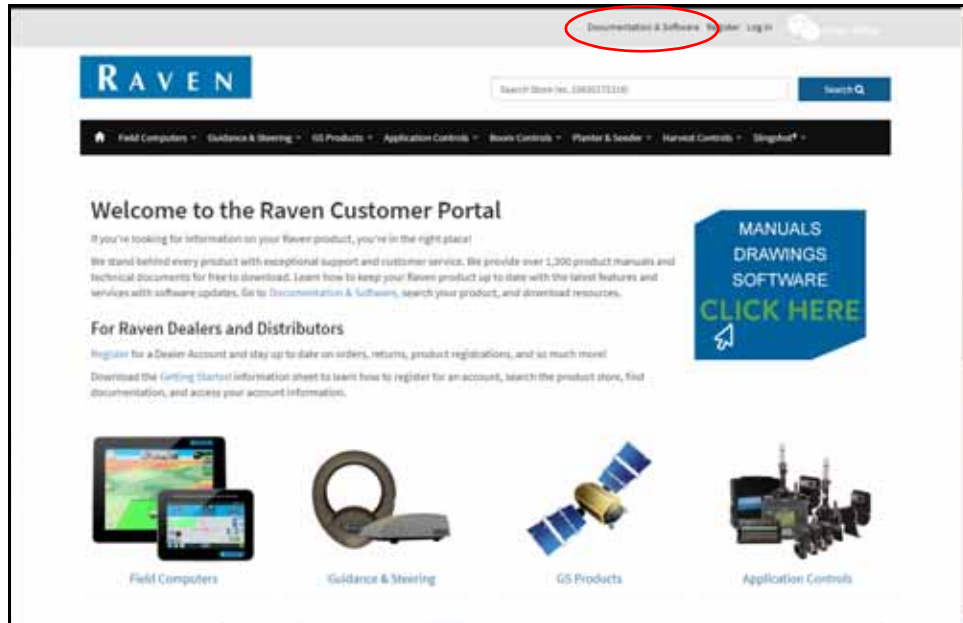 Documentation & Software Register Log in
RAVEN
Search Store (ex. 10630173316)
Search
Field Computers Guidance & Steering GS Products Application Controls Boom Controls Planter & Seeder Harvest Controls Slingshot®
Welcome to the Raven Customer Portal
If you're looking for information on your Raven product, you're in the right place!
We stand behind every product with exceptional support and customer service. We provide over 1,300 product manuals and
technical documents for free to download. Learn how to keep your Raven product up to date with the latest features and
services with software updates. Go to Documentation & Software, search your product, and download resources.
MANUALS
DRAWINGS
SOFTWARE
CLICK HERE
For Raven Dealers and Distributors
Register for a Dealer Account and stay up to date on orders, returns, product registrations, and so much more!
Download the Getting Started information sheet to learn how to register for an account, search the product store, find
documentation, and access your account information.
Field Computers
Guidance & Steering
GS Products
Application Controls